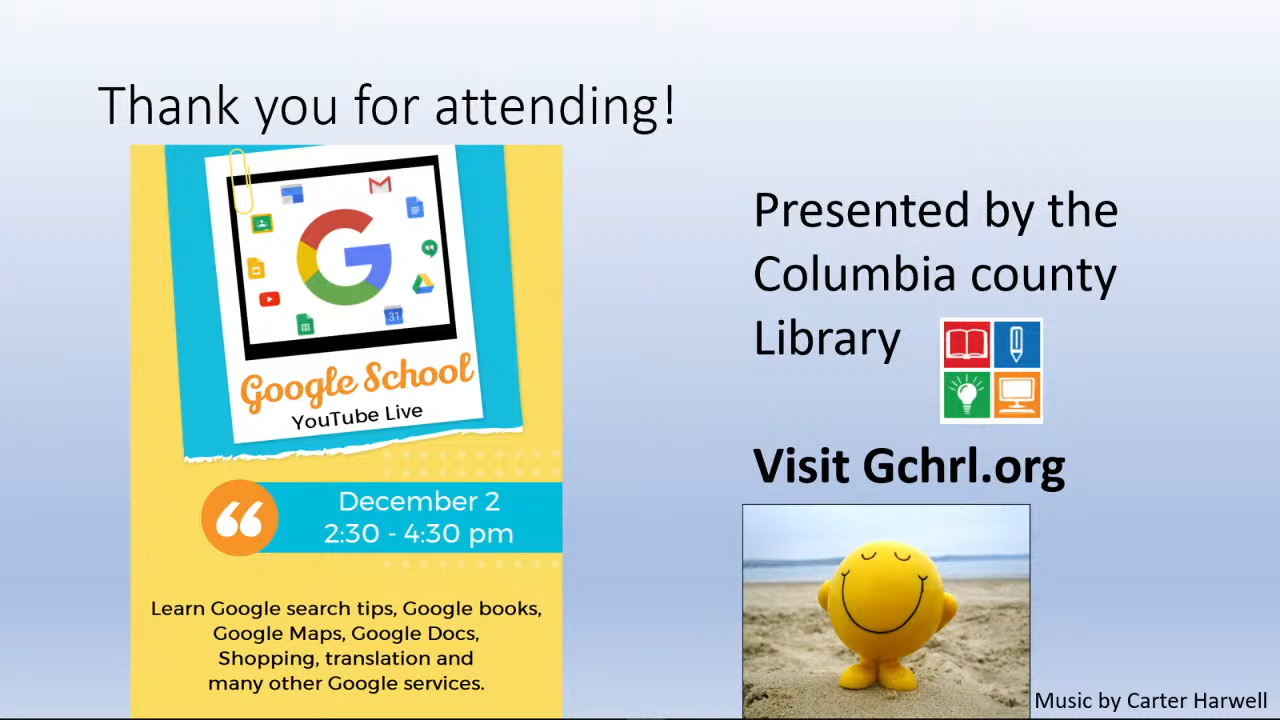 Thank you for attending!
Google School
YouTube Live
December 2
2:30 - 4:30 pm
Learn Google search tips, Google books,
Google Maps, Google Docs,
Shopping, translation and
many other Google services.
Presented by the
Columbia county
Library
Visit Gchrl.org
Music by Carter Harwell
31